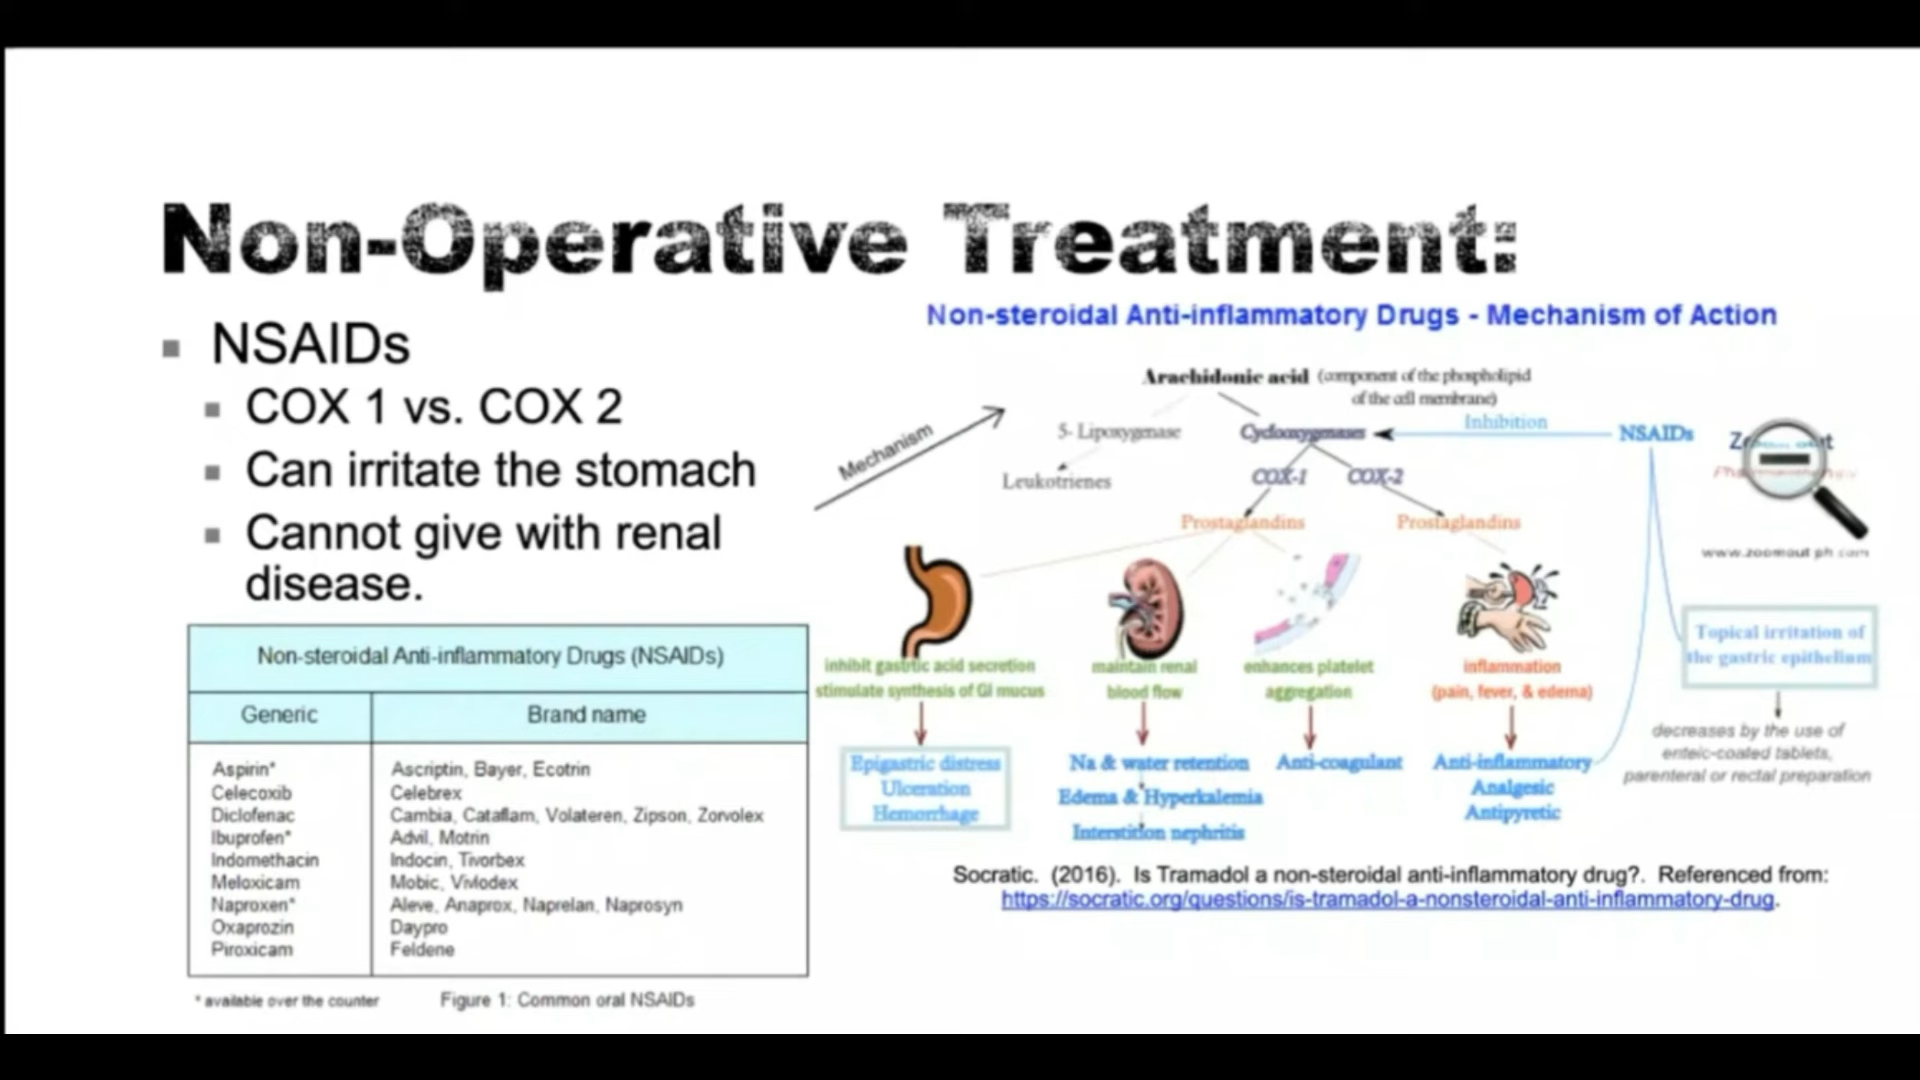 Non-Operative Treatment:
NSAIDs
COX 1 vs. COX 2
Can irritate the stomach
Cannot give with renal
disease.
Non-steroidal Anti-inflammatory Drugs (NSAIDs)
Generic Brand name
Aspirin* Ascriptin, Bayer, Ecotrin
Celecoxib Celebrex
Diclofenac Cambia, Cataflam, Volateren, Zipson, Zorvolex
Ibuprofen* Advil, Motrin
Indomethacin Indocin, Tivorbex
Meloxicam Mobic, Vivlodex
Naproxen* Aleve, Anaprox, Naprelan, Naprosyn
Oxaprozin Daypro
Piroxicam Feldene
* available over the counter Figure 1: Common oral NSAIDs
Non-steroidal Anti-inflammatory Drugs - Mechanism of Action
Mechanism
Arachidonic acid (component of the phospholipid
of the cell membrane)
5- Lipoxygenase Cyclooxygenases Inhibition NSAIDs
Leukotrienes COX-1 COX-2
Prostaglandins Prostaglandins
www.zoomout.ph.com
inhibit gastric acid secretion
stimulate synthesis of GI mucus
maintain renal
blood flow
enhances platelet
aggregation
inflammation
(pain, fever, & edema)
Topical irritation of
the gastric epithelium
Epigastric distress
Ulceration
Hemorrhage
Na & water retention
Edema & Hyperkalemia
Interstition nephritis
Anti-coagulant
Anti-inflammatory
Analgesic
Antipyretic
decreases by the use of
enteic-coated tablets,
parenteral or rectal preparation
Socratic. (2016). Is Tramadol a non-steroidal anti-inflammatory drug?. Referenced from:
https://socratic.org/questions/is-tramadol-a-nonsteroidal-anti-inflammatory-drug.